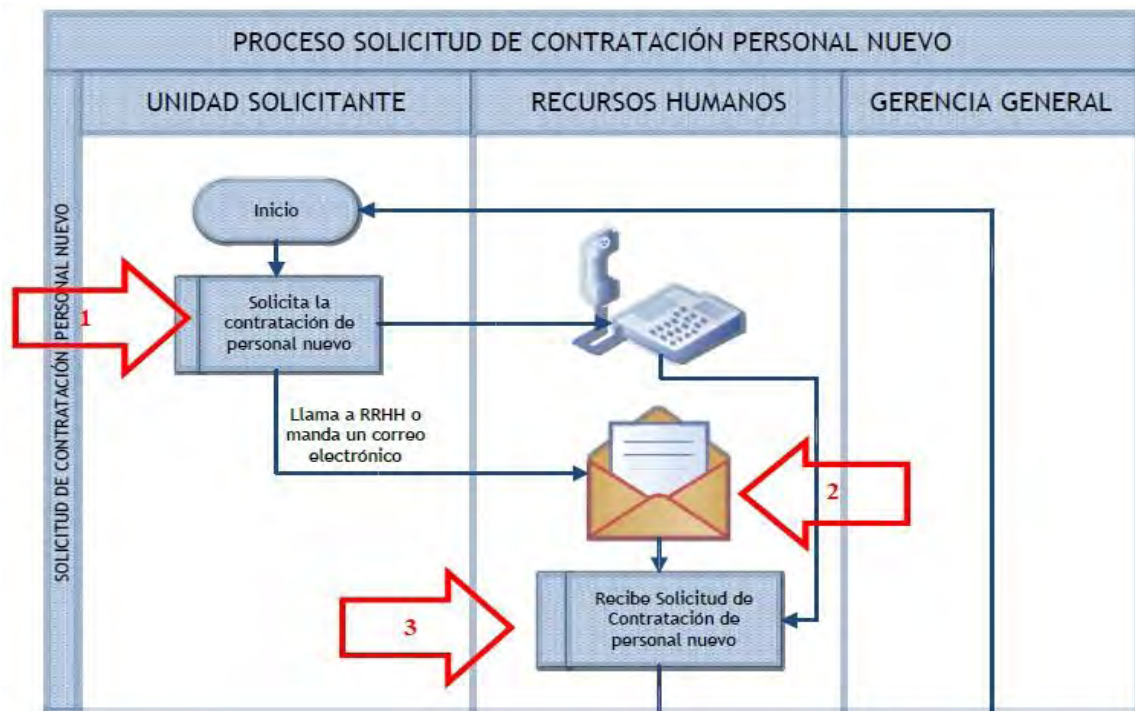 PROCESO SOLICITUD DE CONTRATACIÓN PERSONAL NUEVO
UNIDAD SOLICITANTE
RECURSOS HUMANOS
GERENCIA GENERAL
SOLICITUD DE CONTRATACIÓN PERSONAL NUEVO
Inicio
1
Solicita la
contratación de
personal nuevo
Llama a RRHH o
manda un correo
electrónico
2
3
Recibe Solicitud de
Contratación de
personal nuevo